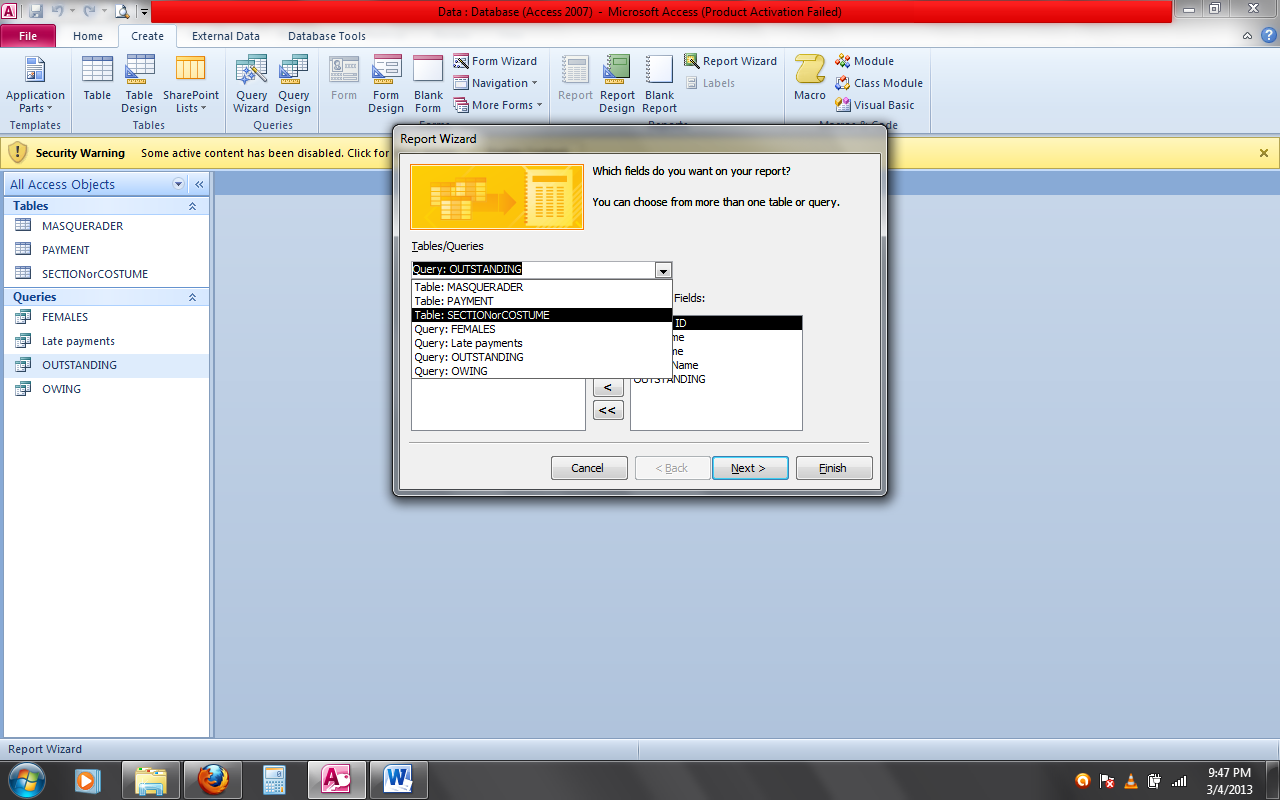 Data : Database (Access 2007) - Microsoft Access (Product Activation Failed)
File Home Create External Data Database Tools
Application Parts
Table
Table Design
SharePoint Lists
Query Wizard
Query Design
Form
Form Design
Blank Form
Form Wizard
Navigation
More Forms
Report
Report Design
Blank Report
Report Wizard
Labels
Macro
Module
Class Module
Visual Basic
Templates Tables Queries
Security Warning Some active content has been disabled. Click for
All Access Objects
Tables
MASQUERADER
PAYMENT
SECTIONorCOSTUME
Queries
FEMALES
Late payments
OUTSTANDING
OWING
Report Wizard
Which fields do you want on your report?
You can choose from more than one table or query.
Tables/Queries
Query: OUTSTANDING
Table: MASQUERADER
Table: PAYMENT
Table: SECTIONorCOSTUME
Query: FEMALES
Query: Late payments
Query: OUTSTANDING
Query: OWING
Fields:
ID
me
me
Name
OUTSTANDING
<
<<
Cancel < Back Next > Finish
Report Wizard
9:47 PM
3/4/2013